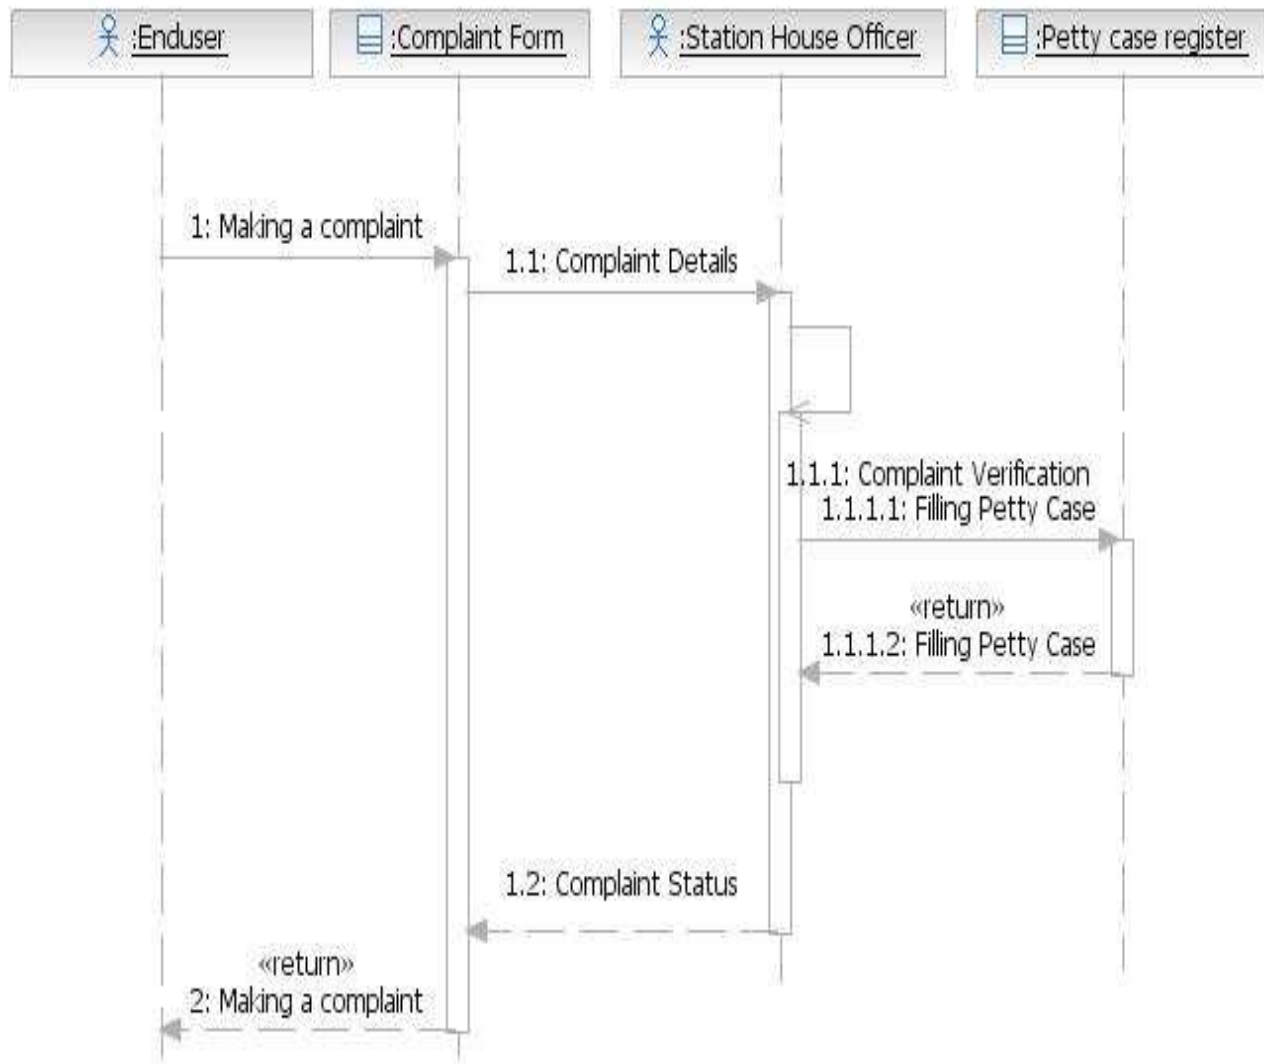 :Enduser
:Complaint Form
:Station House Officer
:Petty case register
1: Making a complaint
1.1: Complaint Details
1.1.1: Complaint Verification
1.1.1.1: Filling Petty Case
«return»
1.1.1.2: Filling Petty Case
1.2: Complaint Status
«return»
2: Making a complaint